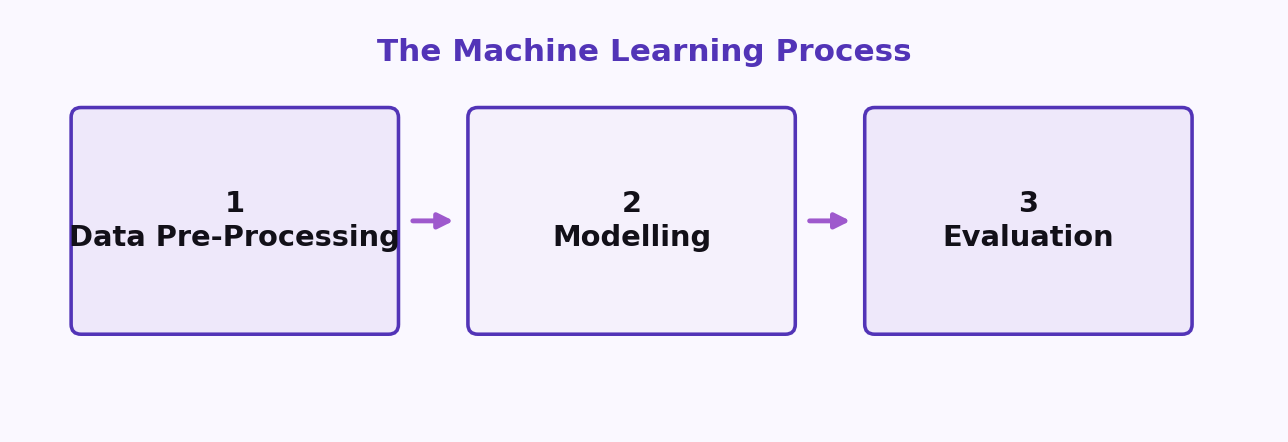 The Machine Learning Process
1
Data Pre-Processing
2
Modelling
3
Evaluation